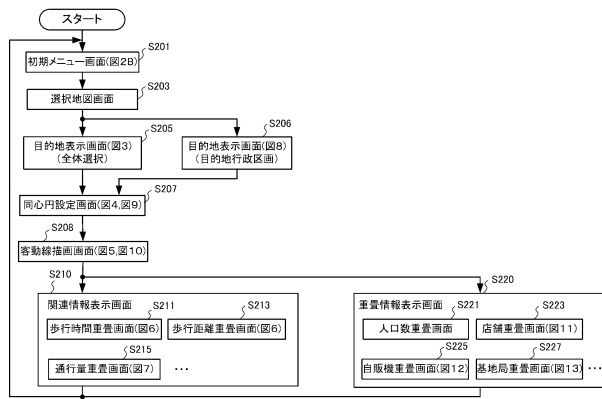 スタート
S201
初期メニュー画面(図2B)
S203
選択地図画面
S205
目的地表示画面(図3)
(全体選択)
S206
目的地表示画面(図8)
(目的地行政区画)
S207
同心円設定画面(図4,図9)
S208
客動線描画画面(図5,図10)
S210
関連情報表示画面
S211
歩行時間重畳画面(図6)
S213
歩行距離重畳画面(図6)
S215
通行量重畳画面(図7)
…
S220
重畳情報表示画面
S221
人口数重畳画面
S223
店舗重畳画面(図11)
S225
自販機重畳画面(図12)
S227
基地局重畳画面(図13)
…